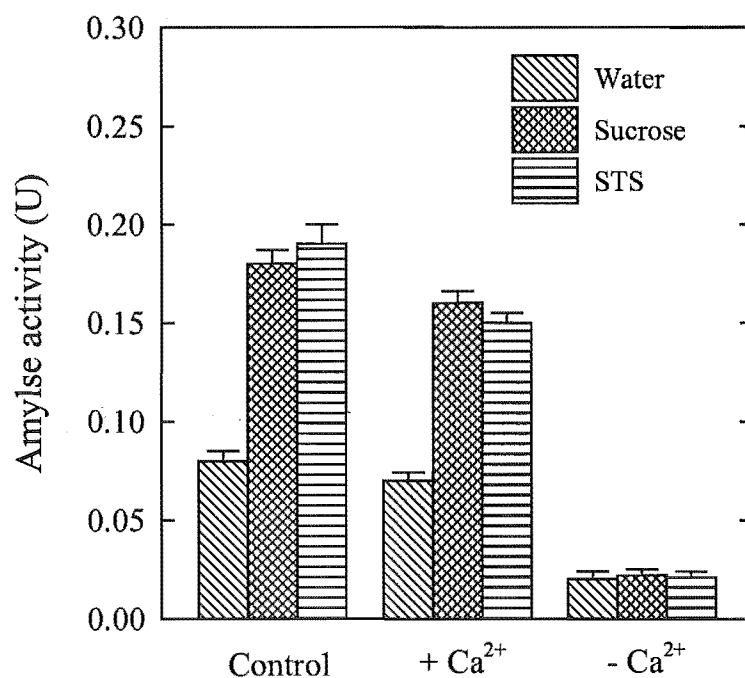 0.30
0.25
0.20
0.15
0.10
0.05
0.00
Amylse activity (U)
Water
Sucrose
STS
Control
+ Ca²⁺
- Ca²⁺